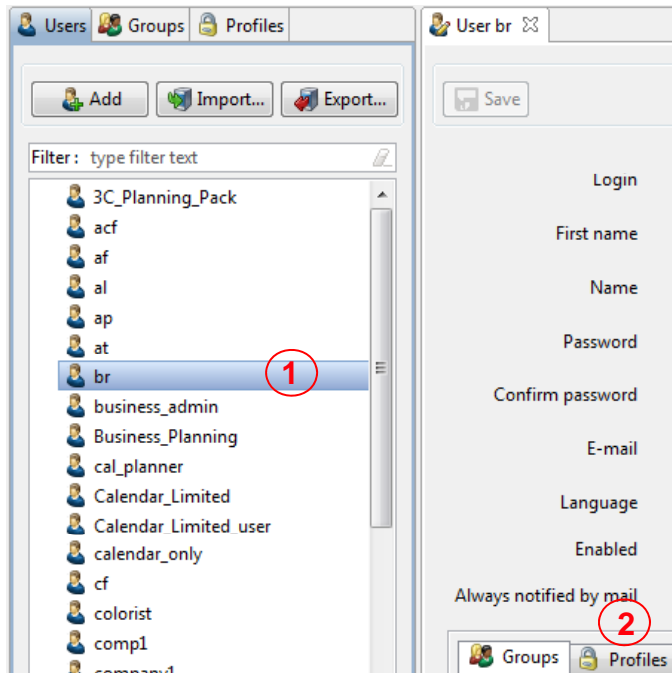 Users Groups Profiles
Add Import... Export...
Filter : type filter text
3C_Planning_Pack
acf
af
al
ap
at
br 1
business_admin
Business_Planning
cal_planner
Calendar_Limited
Calendar_Limited_user
calendar_only
cf
colorist
comp1
company1
User br
Save
Login
First name
Name
Password
Confirm password
E-mail
Language
Enabled
Always notified by mail
2
Groups Profiles